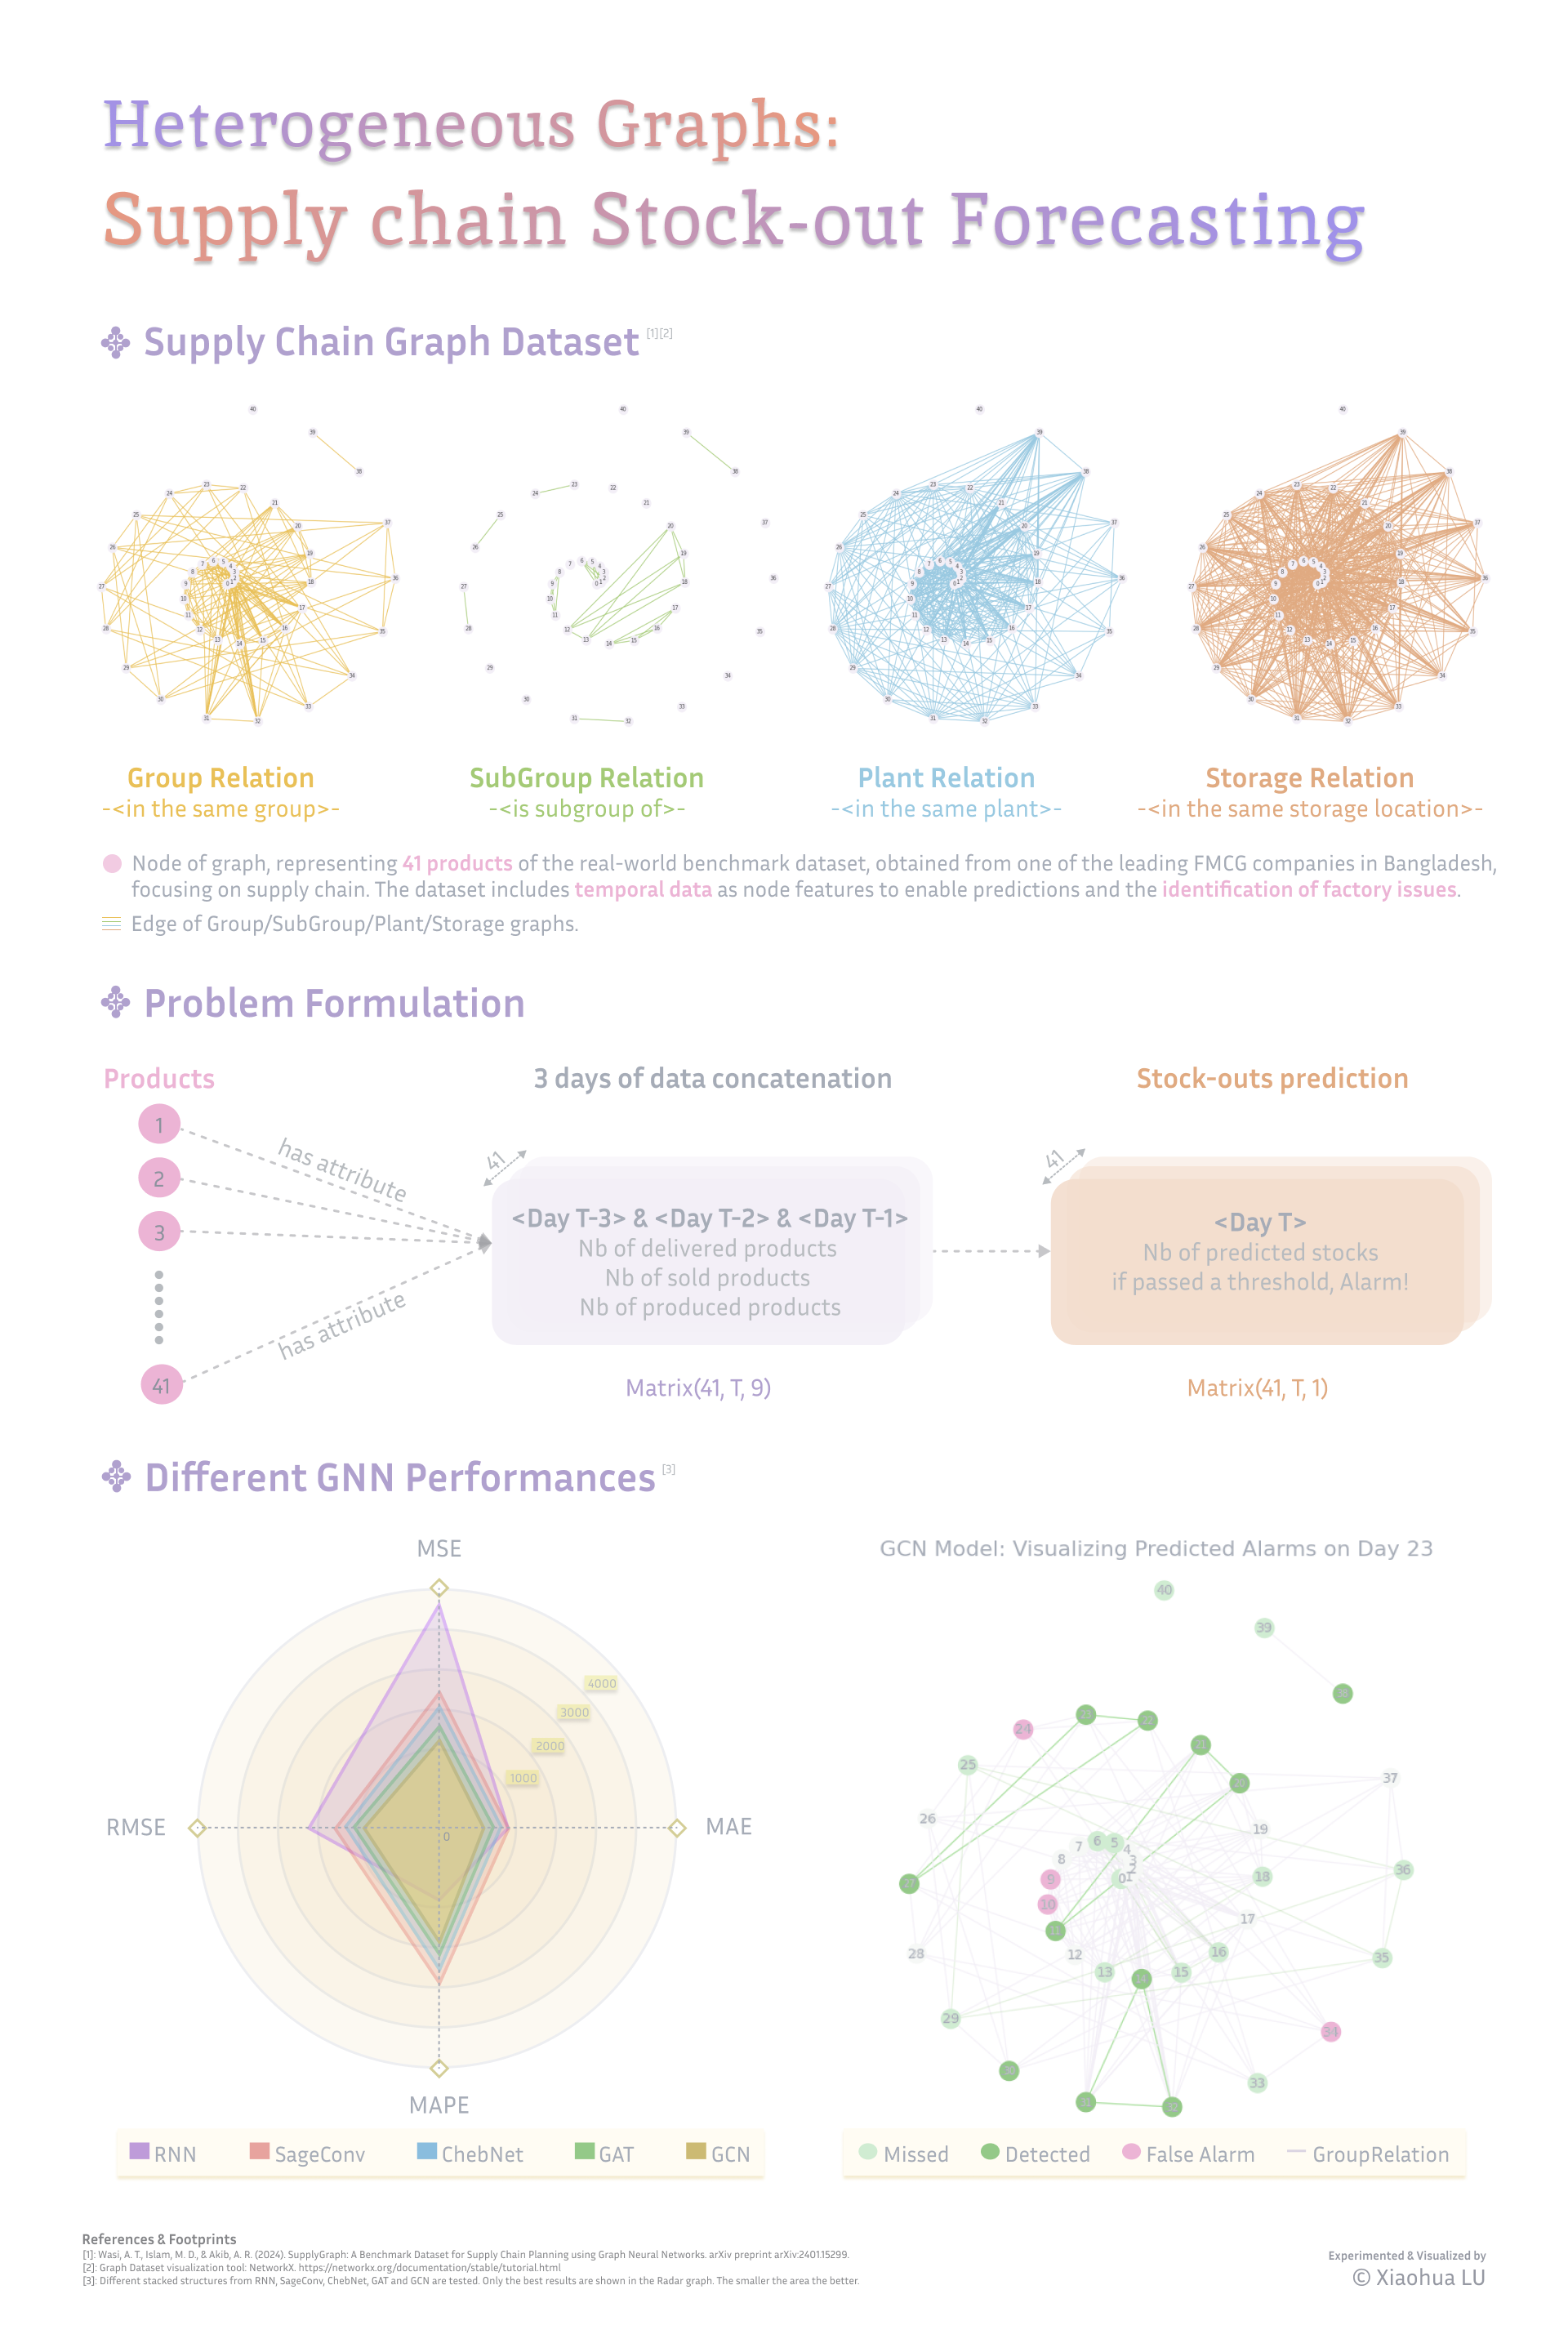 Heterogeneous Graphs:
Supply chain Stock-out Forecasting
Supply Chain Graph Dataset [1][2]
Group Relation
-<in the same group>-
SubGroup Relation
-<is subgroup of>-
Plant Relation
-<in the same plant>-
Storage Relation
-<in the same storage location>-
Node of graph, representing 41 products of the real-world benchmark dataset, obtained from one of the leading FMCG companies in Bangladesh,
focusing on supply chain. The dataset includes temporal data as node features to enable predictions and the identification of factory issues.
Edge of Group/SubGroup/Plant/Storage graphs.
Problem Formulation
Products
1
2
3
41
has attribute
has attribute
3 days of data concatenation
41
<Day T-3> & <Day T-2> & <Day T-1>
Nb of delivered products
Nb of sold products
Nb of produced products
Matrix(41, T, 9)
Stock-outs prediction
41
<Day T>
Nb of predicted stocks
if passed a threshold, Alarm!
Matrix(41, T, 1)
Different GNN Performances [3]
MSE
4000
3000
2000
1000
0
RMSE
MAE
MAPE
RNN
SageConv
ChebNet
GAT
GCN
GCN Model: Visualizing Predicted Alarms on Day 23
40
39
24
25
37
26
19
6
5
7
4
8
3
2
36
9
0
1
18
10
17
12
28
16
35
13
15
29
34
33
Missed
Detected
False Alarm
GroupRelation
References & Footprints
[1]: Wasi, A. T., Islam, M. D., & Akib, A. R. (2024). SupplyGraph: A Benchmark Dataset for Supply Chain Planning using Graph Neural Networks. arXiv preprint arXiv:2401.15299.
[2]: Graph Dataset visualization tool: NetworkX. https://networkx.org/documentation/stable/tutorial.html
[3]: Different stacked structures from RNN, SageConv, ChebNet, GAT and GCN are tested. Only the best results are shown in the Radar graph. The smaller the area the better.
Experimented & Visualized by
© Xiaohua LU